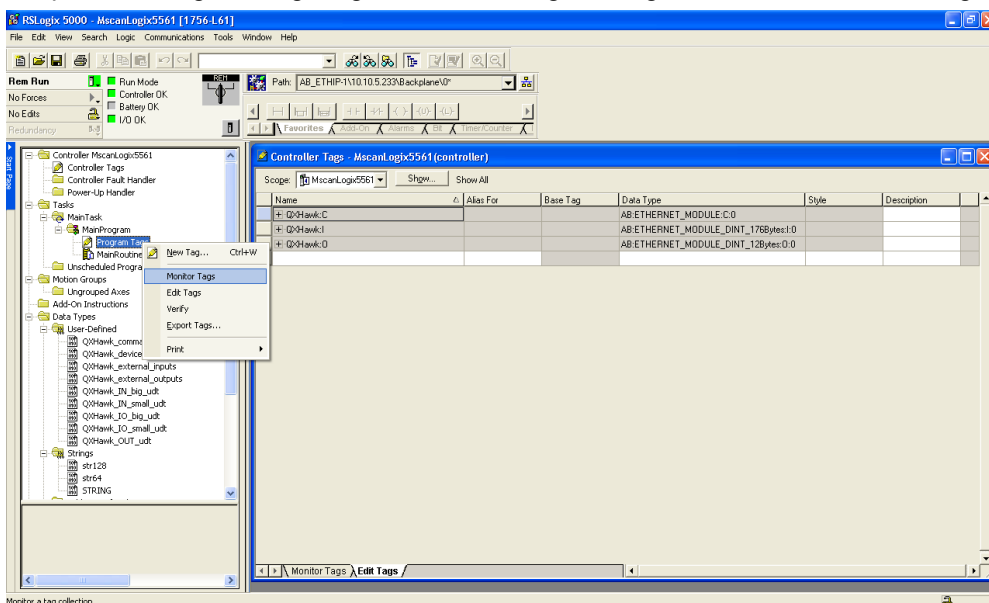 RSLogix 5000 - MscanLogix5561 [1756-L61]
File Edit View Search Logic Communications Tools Window Help
Rem Run
Run Mode
REM
Path: AB_ETHIP-1\10.10.5.233\Backplane\0*
No Forces
Controller OK
Battery OK
No Edits
I/O OK
Redundancy
Favorites Add-On Alarms Bit Timer/Counter
Start Page
Controller MscanLogix5561
Controller Tags
Controller Fault Handler
Power-Up Handler
Tasks
MainTask
MainProgram
Program Tags
MainRoutine
Unscheduled Progra
Motion Groups
Ungrouped Axes
Add-On Instructions
Data Types
User-Defined
QXHawk_comma
QXHawk_device
QXHawk_external_inputs
QXHawk_external_outputs
QXHawk_IN_big_udt
QXHawk_IN_small_udt
QXHawk_IO_big_udt
QXHawk_IO_small_udt
QXHawk_OUT_udt
Strings
str128
str64
STRING
New Tag... Ctrl+W
Monitor Tags
Edit Tags
Verify
Export Tags...
Print
Controller Tags - MscanLogix5561(controller)
Scope: MscanLogix5561 Show... Show All
Name Alias For Base Tag Data Type Style Description
QXHawk:C AB:ETHERNET_MODULE:C:0
QXHawk:I AB:ETHERNET_MODULE_DINT_176Bytes:I:0
QXHawk:O AB:ETHERNET_MODULE_DINT_12Bytes:O:0
Monitor Tags Edit Tags
Monitor a tag collection